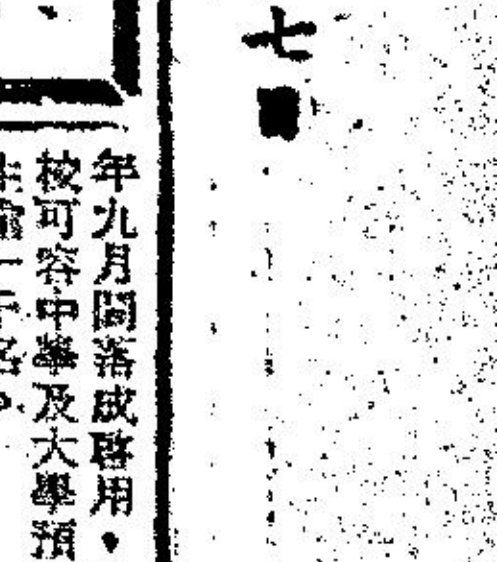 七
年九月間落成啓用．
校可容中學及大學預
一千名。